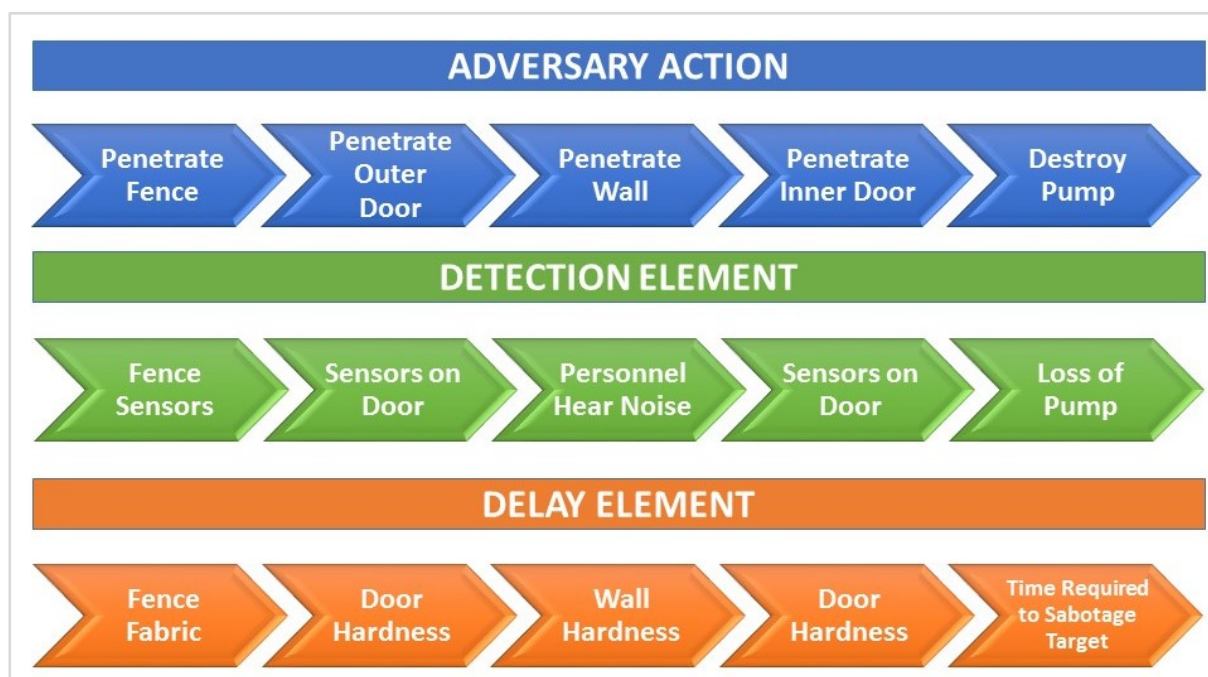 ADVERSARY ACTION
Penetrate
Fence
Penetrate
Outer
Door
Penetrate
Wall
Penetrate
Inner Door
Destroy
Pump
DETECTION ELEMENT
Fence
Sensors
Sensors on
Door
Personnel
Hear Noise
Sensors on
Door
Loss of
Pump
DELAY ELEMENT
Fence
Fabric
Door
Hardness
Wall
Hardness
Door
Hardness
Time Required
to Sabotage
Target